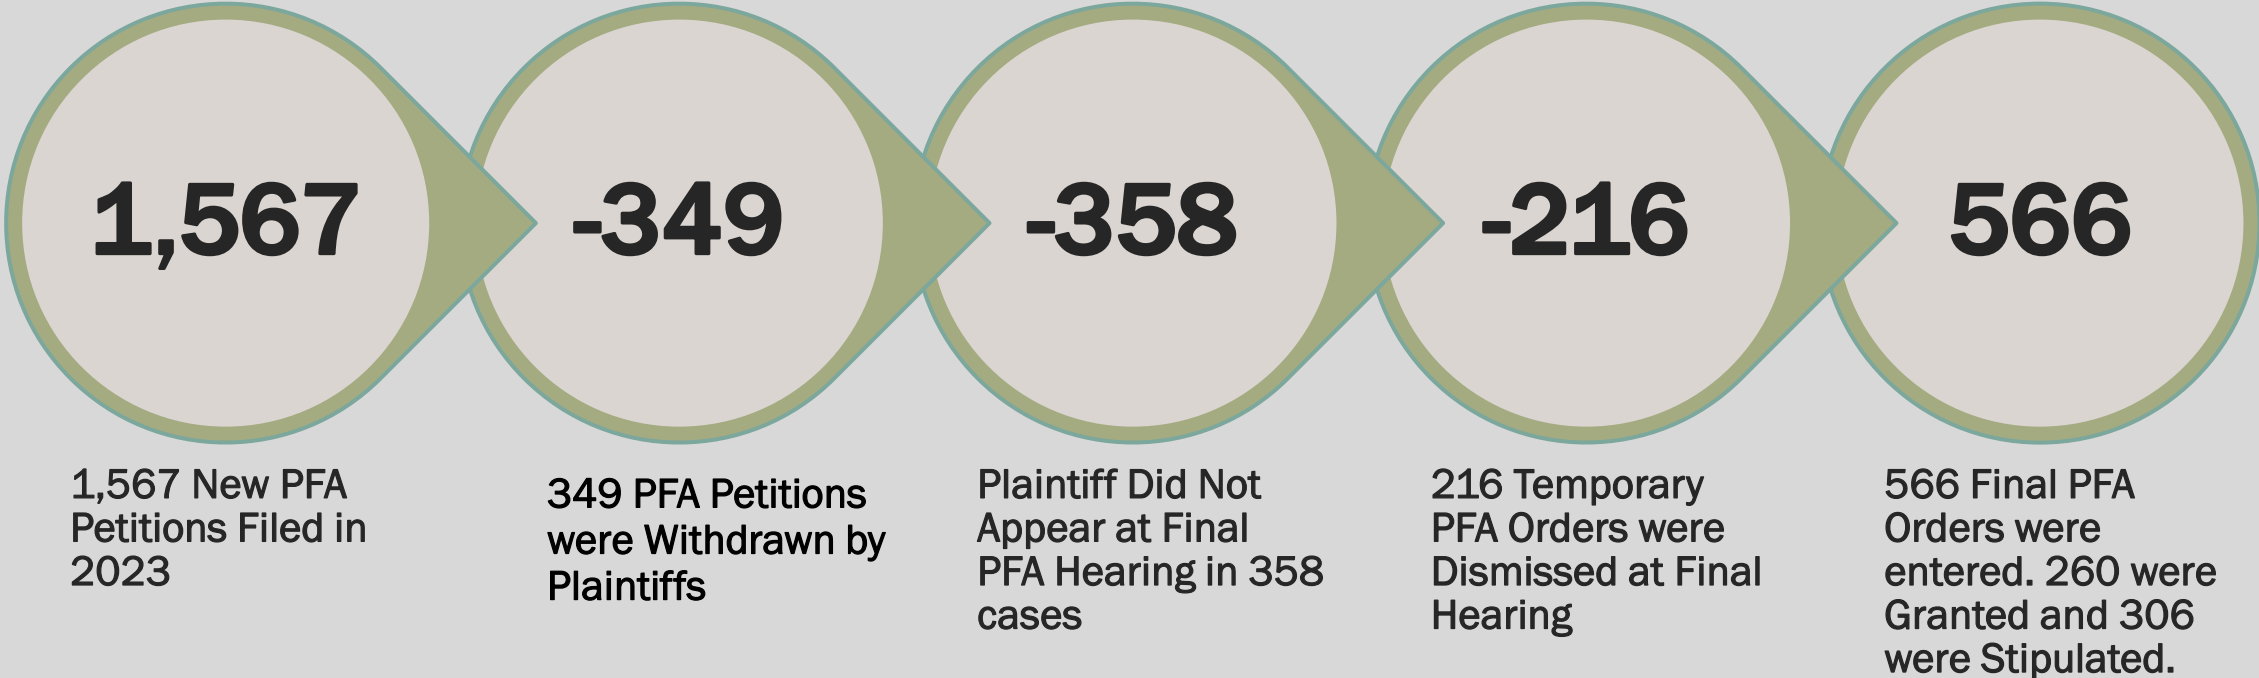 1,567
-349
-358
-216
566
1,567 New PFA
Petitions Filed in
2023
349 PFA Petitions
were Withdrawn by
Plaintiffs
Plaintiff Did Not
Appear at Final
PFA Hearing in 358
cases
216 Temporary
PFA Orders were
Dismissed at Final
Hearing
566 Final PFA
Orders were
entered. 260 were
Granted and 306
were Stipulated.